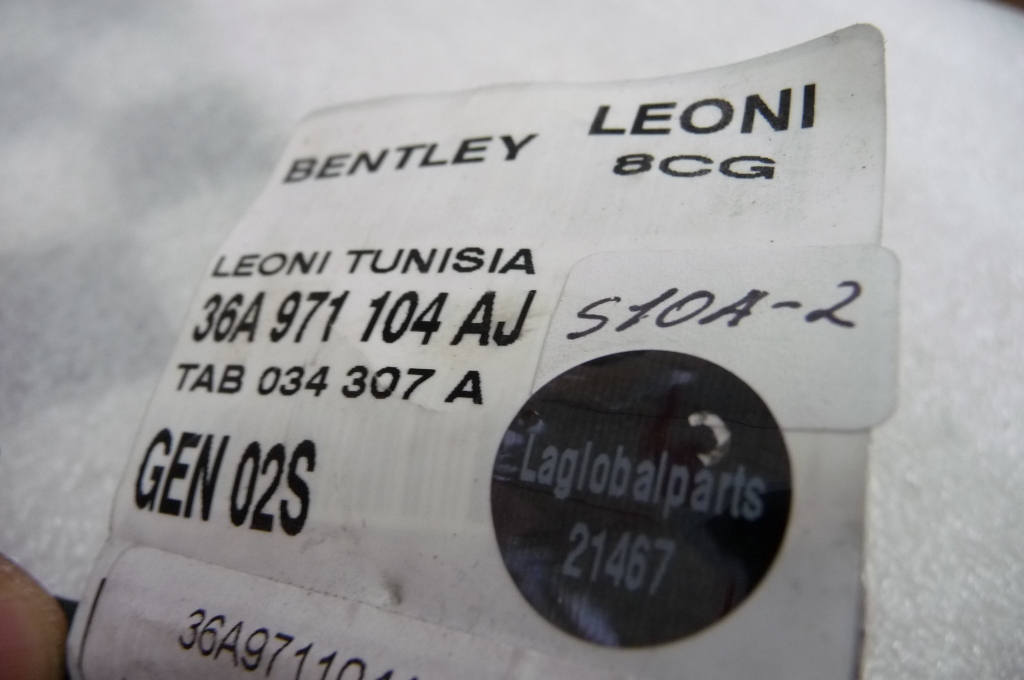 BENTLEY
LEONI
8CG
LEONI TUNISIA
36A 971 104 AJ
TAB 034 307 A
GEN 02S
S10A-2
Laglobalparts
21467